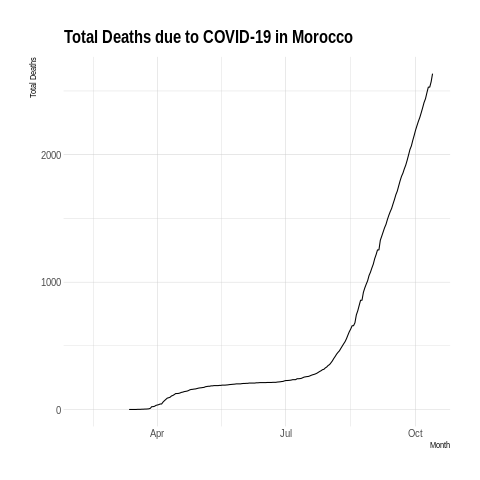 Total Deaths due to COVID-19 in Morocco
Total Deaths
2000
1000
0
Apr
Jul
Oct
Month